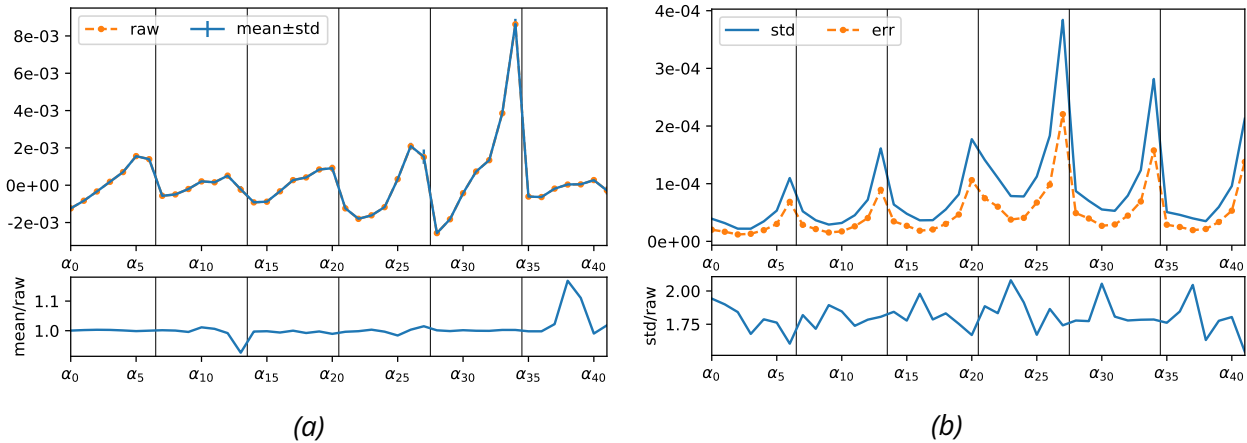 raw mean±std
8e-03
6e-03
4e-03
2e-03
0e+00
-2e-03
α₀ α₅ α₁₀ α₁₅ α₂₀ α₂₅ α₃₀ α₃₅ α₄₀
mean/raw
1.1
1.0
α₀ α₅ α₁₀ α₁₅ α₂₀ α₂₅ α₃₀ α₃₅ α₄₀
(a)
std err
4e-04
3e-04
2e-04
1e-04
0e+00
α₀ α₅ α₁₀ α₁₅ α₂₀ α₂₅ α₃₀ α₃₅ α₄₀
std/raw
2.00
1.75
α₀ α₅ α₁₀ α₁₅ α₂₀ α₂₅ α₃₀ α₃₅ α₄₀
(b)